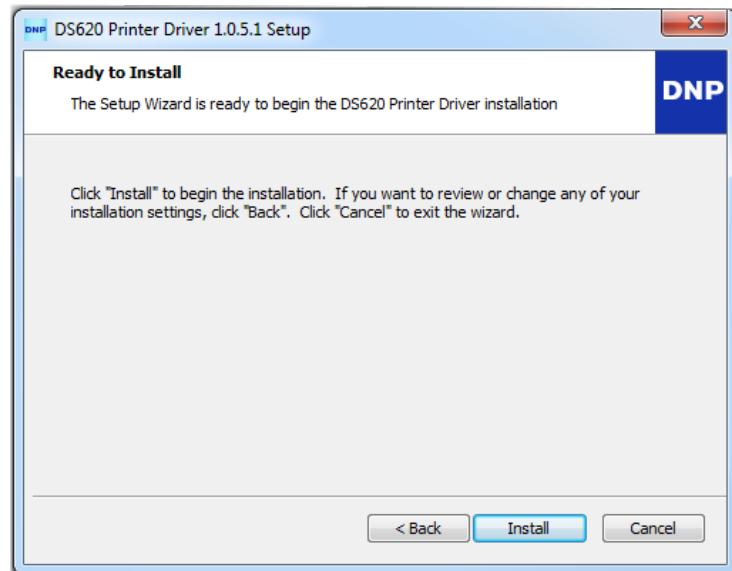 DNP DS620 Printer Driver 1.0.5.1 Setup
Ready to Install
The Setup Wizard is ready to begin the DS620 Printer Driver installation
DNP
Click "Install" to begin the installation.  If you want to review or change any of your
installation settings, click "Back".  Click "Cancel" to exit the wizard.
< Back Install Cancel